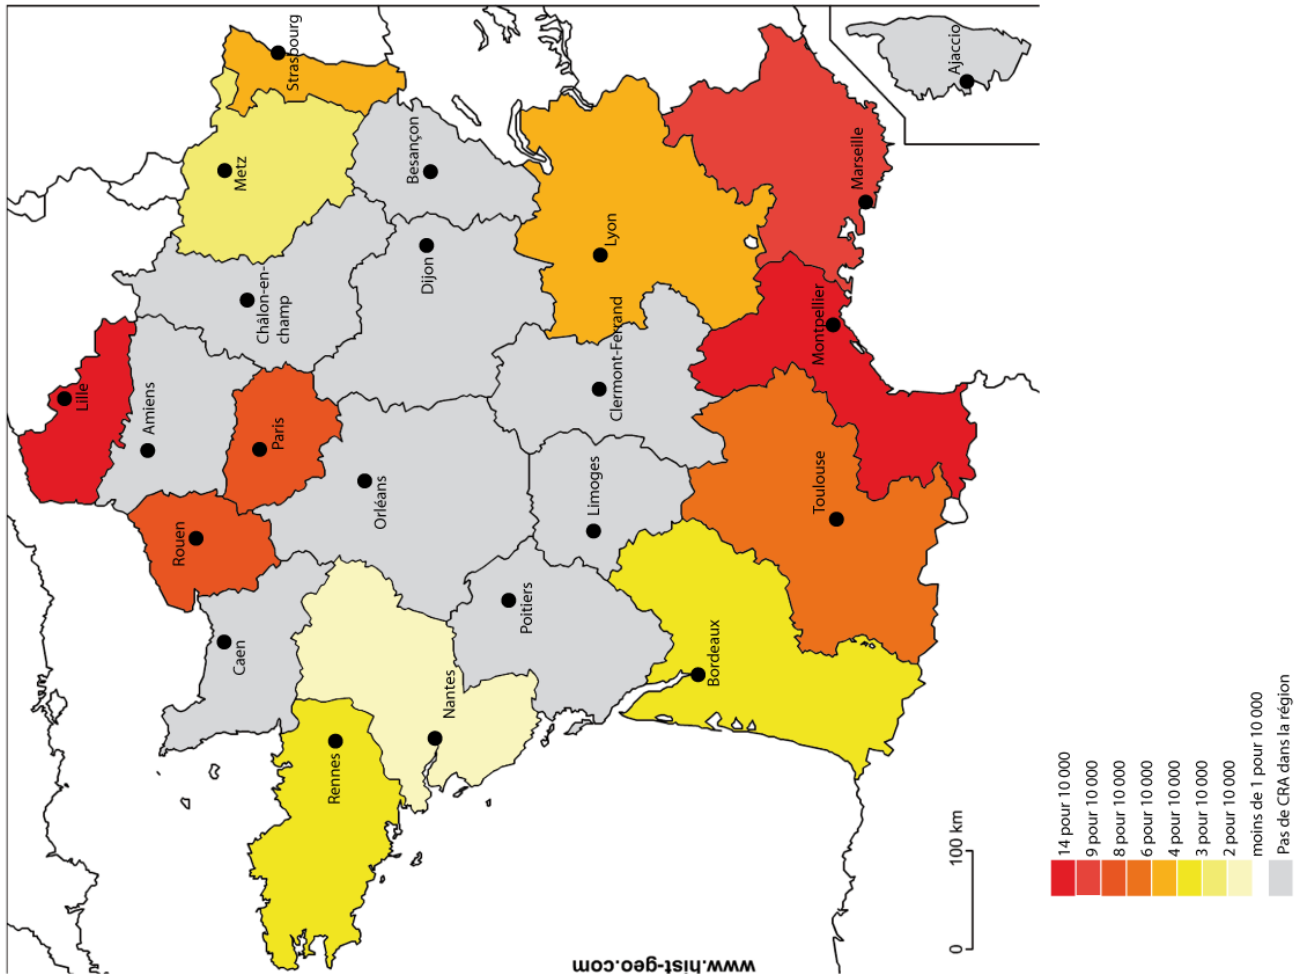 Lille
Amiens
Rouen
Caen
Paris
Châlon-en-
champ
Metz
Strasbourg
Rennes
Nantes
Orléans
Dijon
Besançon
Poitiers
Limoges
Clermont-Ferrand
Lyon
Bordeaux
Toulouse
Montpellier
Marseille
Ajaccio
0
100 km
www.hist-geo.com
14 pour 10 000
9 pour 10 000
8 pour 10 000
6 pour 10 000
4 pour 10 000
3 pour 10 000
2 pour 10 000
moins de 1 pour 10 000
Pas de CRA dans la région